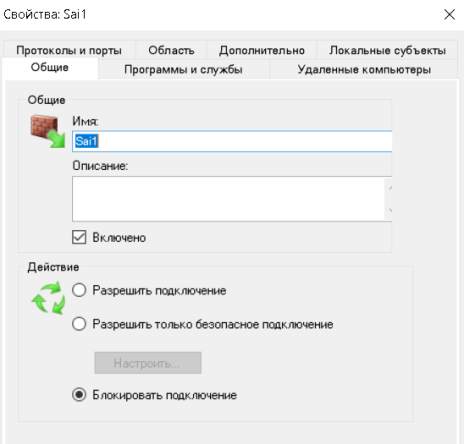 Свойства: Sai1
Протоколы и порты Область Дополнительно Локальные субъекты
Общие Программы и службы Удаленные компьютеры
Общие
Имя:
Sai1
Описание:
Включено
Действие
Разрешить подключение
Разрешить только безопасное подключение
Настроить...
Блокировать подключение